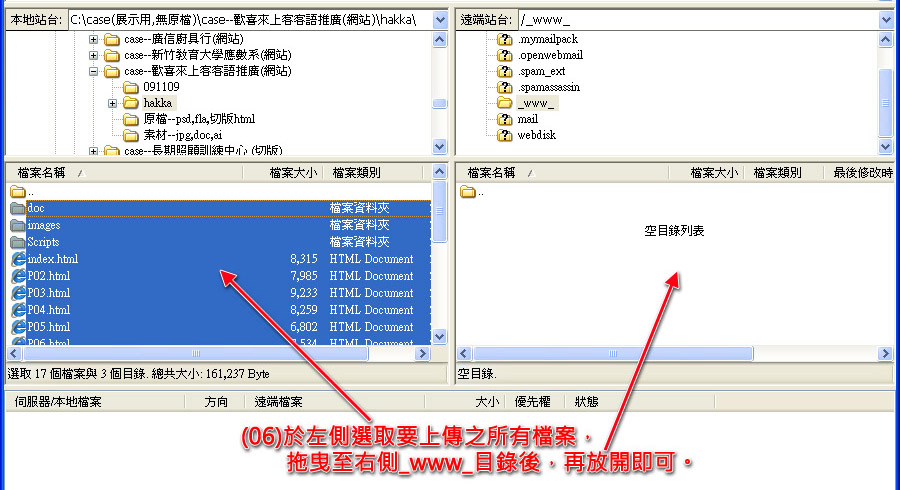 本地站台: C:\case(展示用,無原檔)\case--歡喜來上客客語推廣(網站)\hakka\
case--廣信廚具行(網站)
case--新竹教育大學應數系(網站)
case--歡喜來上客客語推廣(網站)
091109
hakka
原檔--psd,fla,切版html
素材--jpg,doc,ai
case--長期照顧訓練中心 (切版)
遠端站台: /_www_
.mymailpack
.openwebmail
.spam_ext
.spamassassin
_www_
mail
webdisk
檔案名稱 檔案大小 檔案類別
..
doc 檔案資料夾
images 檔案資料夾
Scripts 檔案資料夾
index.html 8,315 HTML Document
P02.html 7,985 HTML Document
P03.html 9,233 HTML Document
P04.html 8,259 HTML Document
P05.html 6,802 HTML Document
P06.html 7,534 HTML Document
選取 17 個檔案與 3 個目錄. 總共大小: 161,237 Byte
檔案名稱 檔案大小 檔案類別 最後修改時
..
空目錄列表
空目錄.
伺服器/本地檔案 方向 遠端檔案 大小 優先權 狀態
(06)於左側選取要上傳之所有檔案，
拖曳至右側_www_目錄後，再放開即可。